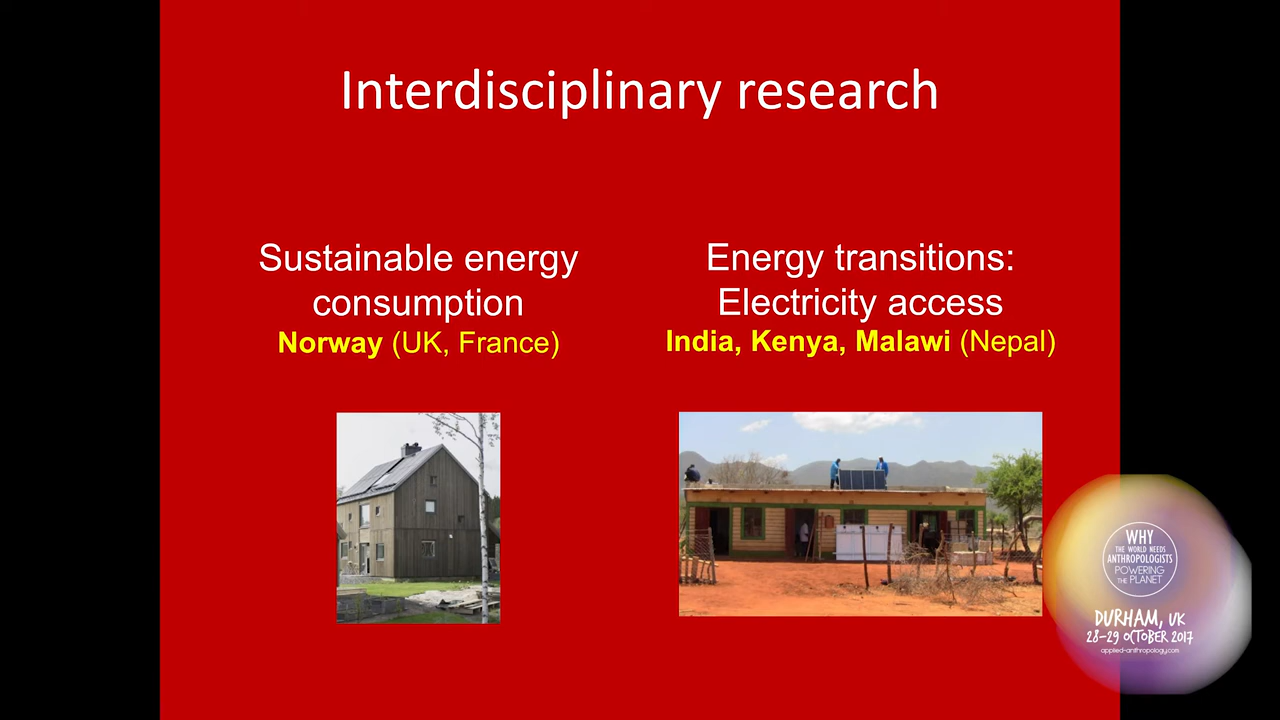 Interdisciplinary research
Sustainable energy
consumption
Norway (UK, France)
Energy transitions:
Electricity access
India, Kenya, Malawi (Nepal)
WHY
THE WORLD NEEDS
ANTHROPOLOGISTS
POWERING
THE PLANET
DURHAM, UK
28-29 OCTOBER 2017
applied-anthropology.com